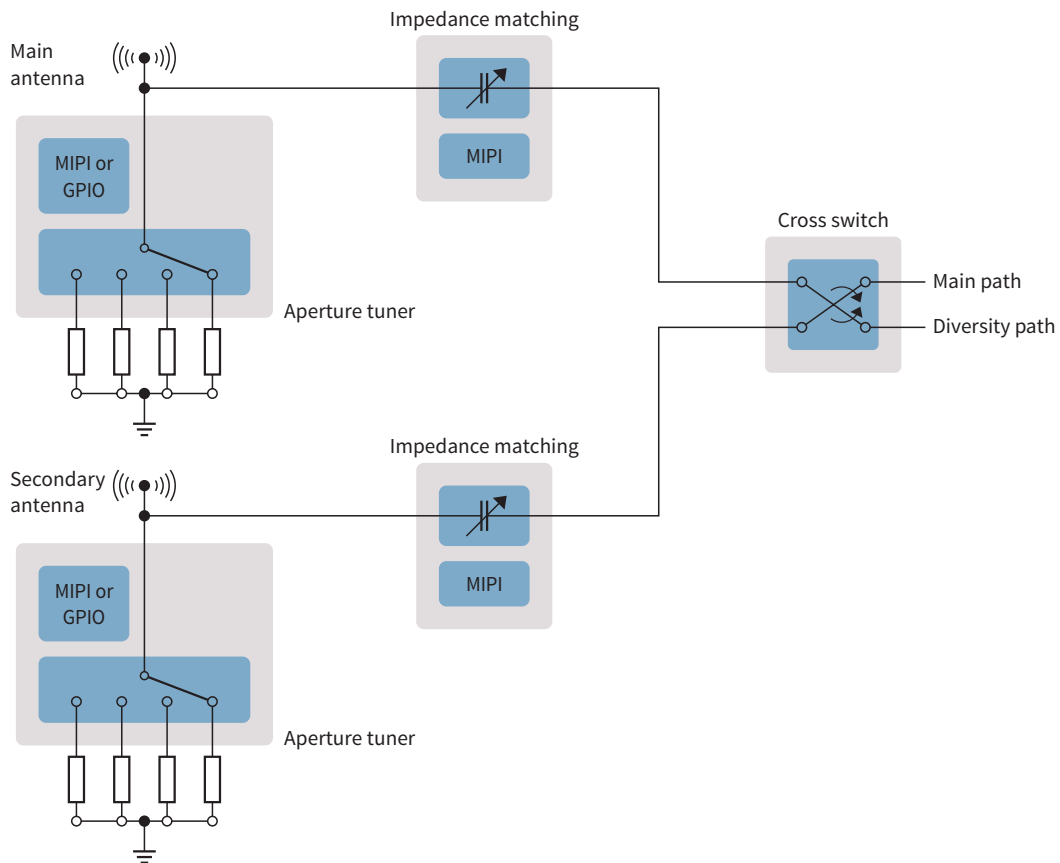 Impedance matching
Main
antenna
MIPI or
GPIO
MIPI
Aperture tuner
Cross switch
Main path
Diversity path
Impedance matching
Secondary
antenna
MIPI or
GPIO
MIPI
Aperture tuner